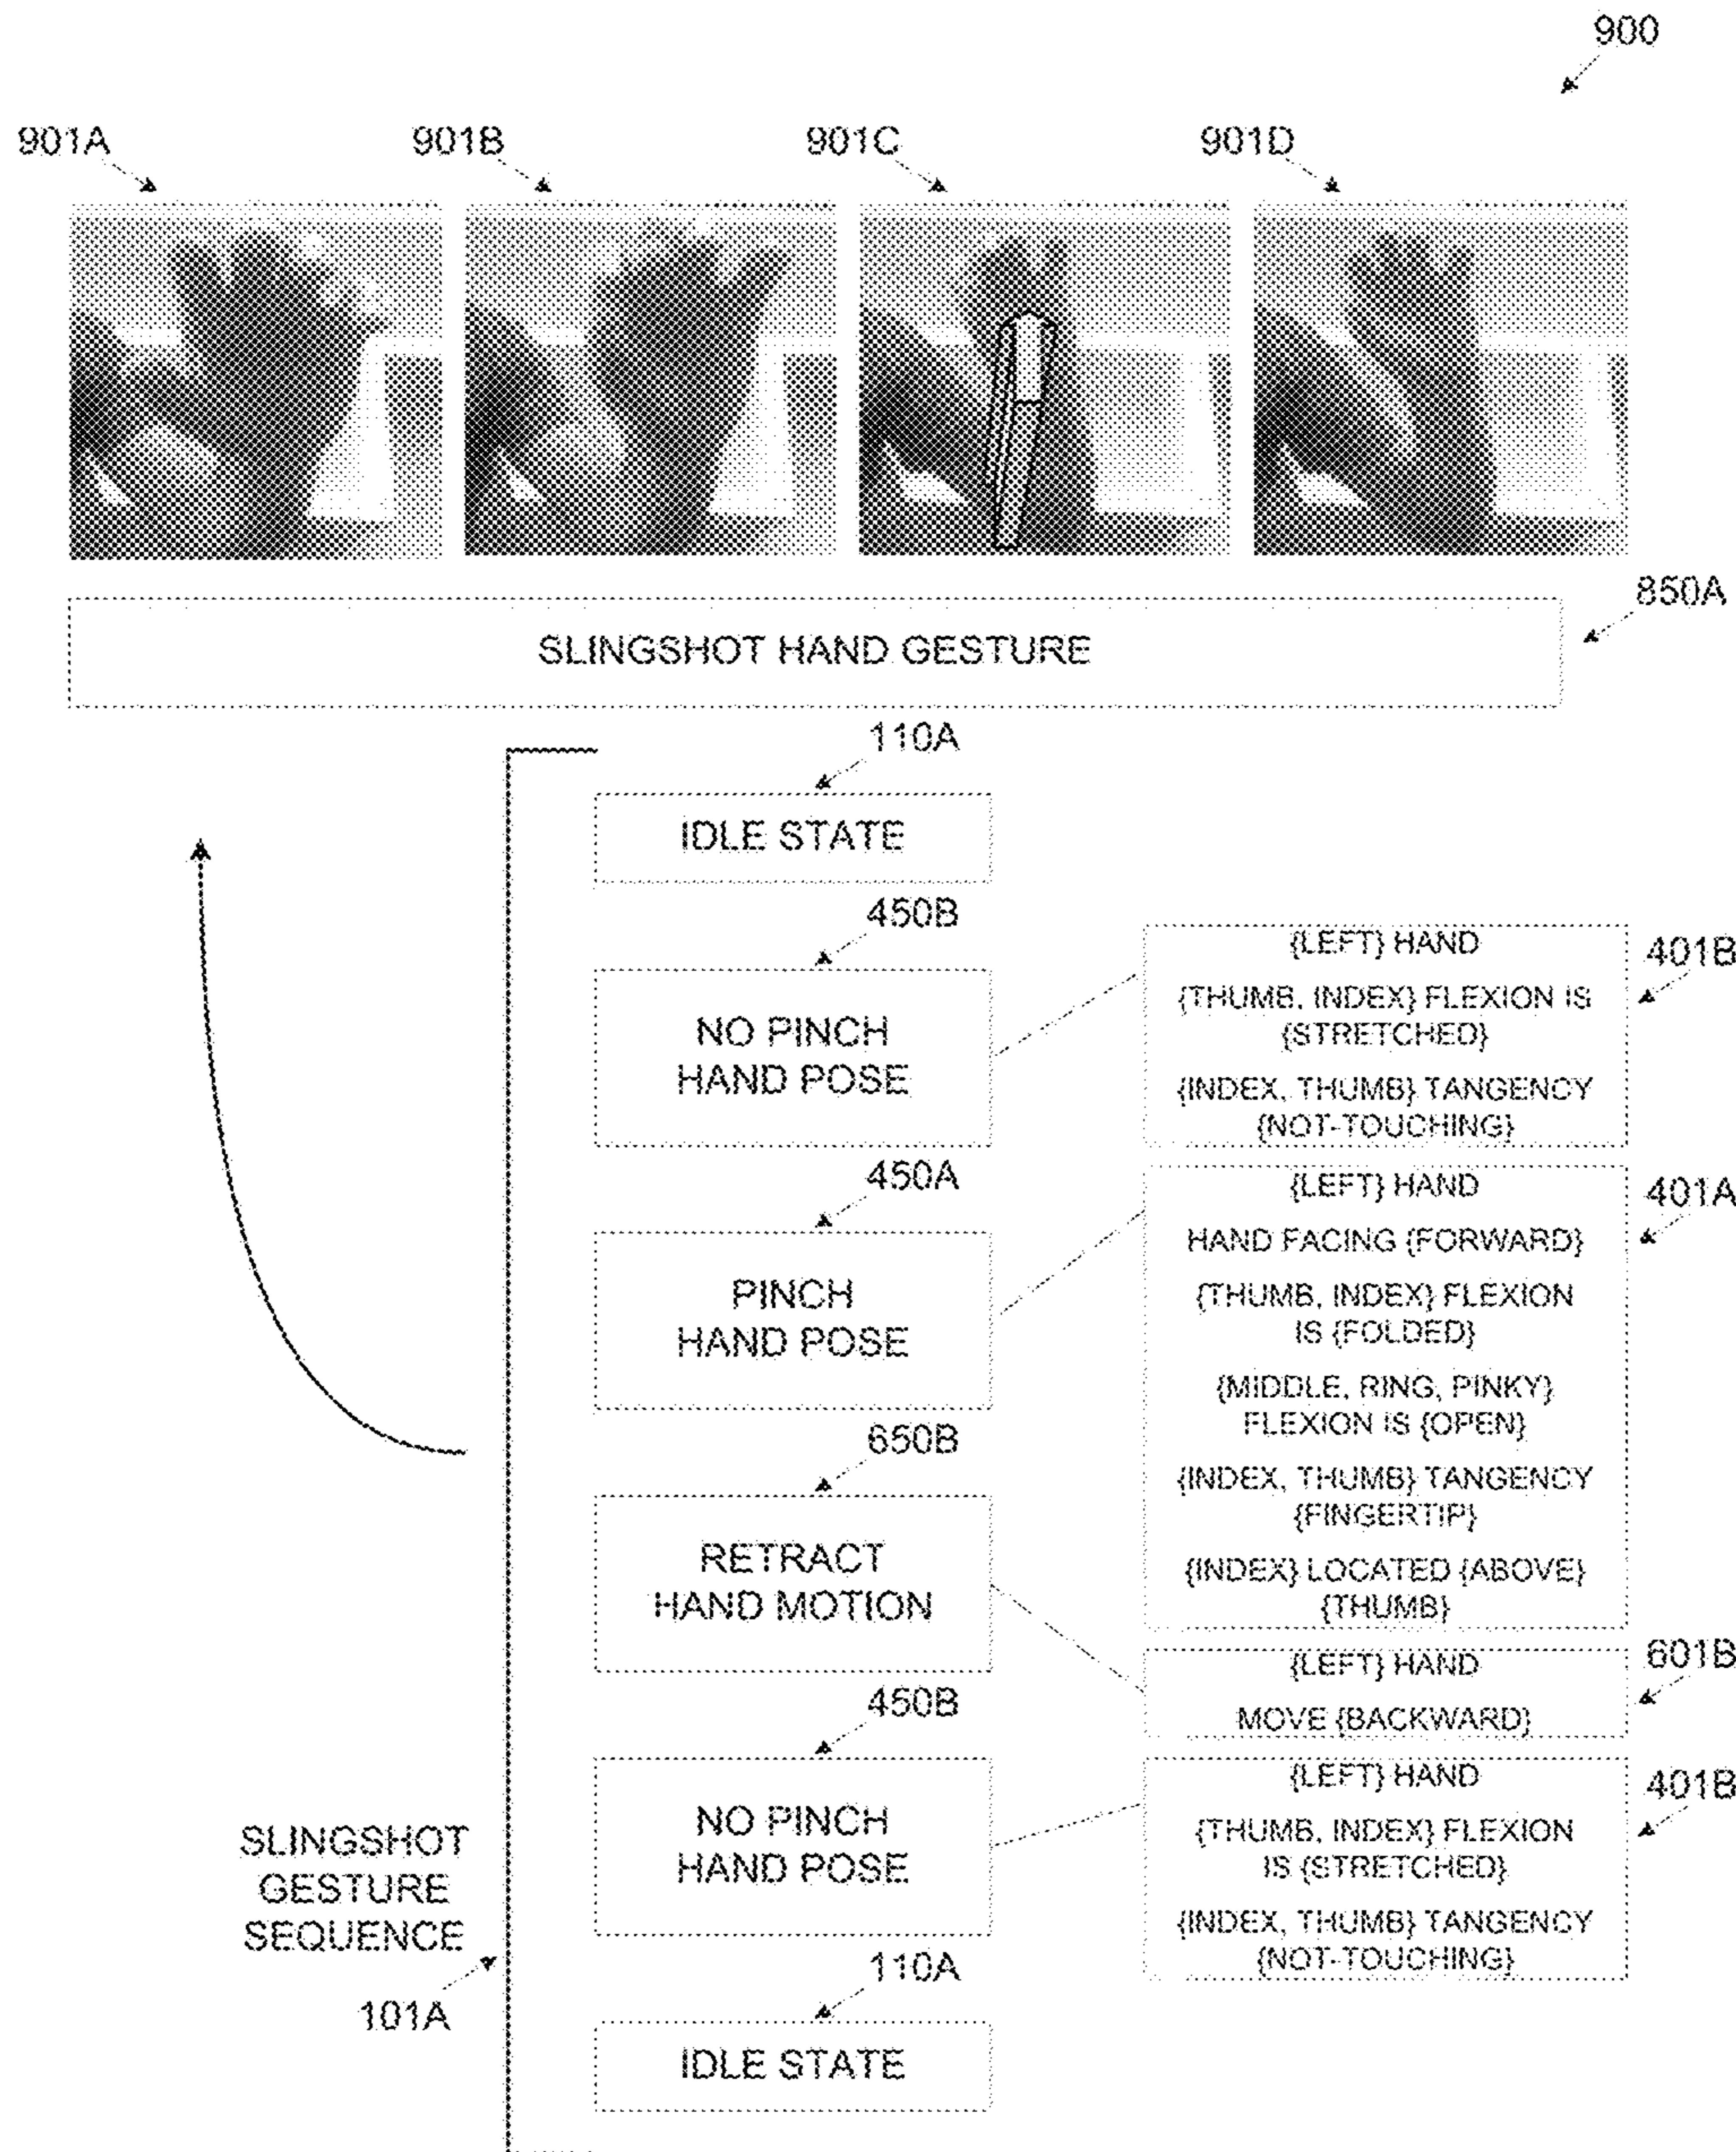 900
901A
901B
901C
901D
850A
SLINGSHOT HAND GESTURE
110A
IDLE STATE
450B
NO PINCH
HAND POSE
{LEFT} HAND
{THUMB, INDEX} FLEXION IS
{STRETCHED}
{INDEX, THUMB} TANGENCY
{NOT-TOUCHING}
401B
450A
PINCH
HAND POSE
{LEFT} HAND
HAND FACING {FORWARD}
{THUMB, INDEX} FLEXION
IS {FOLDED}
{MIDDLE, RING, PINKY}
FLEXION IS {OPEN}
{INDEX, THUMB} TANGENCY
{FINGERTIP}
{INDEX} LOCATED {ABOVE}
{THUMB}
401A
650B
RETRACT
HAND MOTION
{LEFT} HAND
MOVE {BACKWARD}
601B
450B
NO PINCH
HAND POSE
{LEFT} HAND
{THUMB, INDEX} FLEXION
IS {STRETCHED}
{INDEX, THUMB} TANGENCY
{NOT-TOUCHING}
401B
SLINGSHOT
GESTURE
SEQUENCE
101A
110A
IDLE STATE